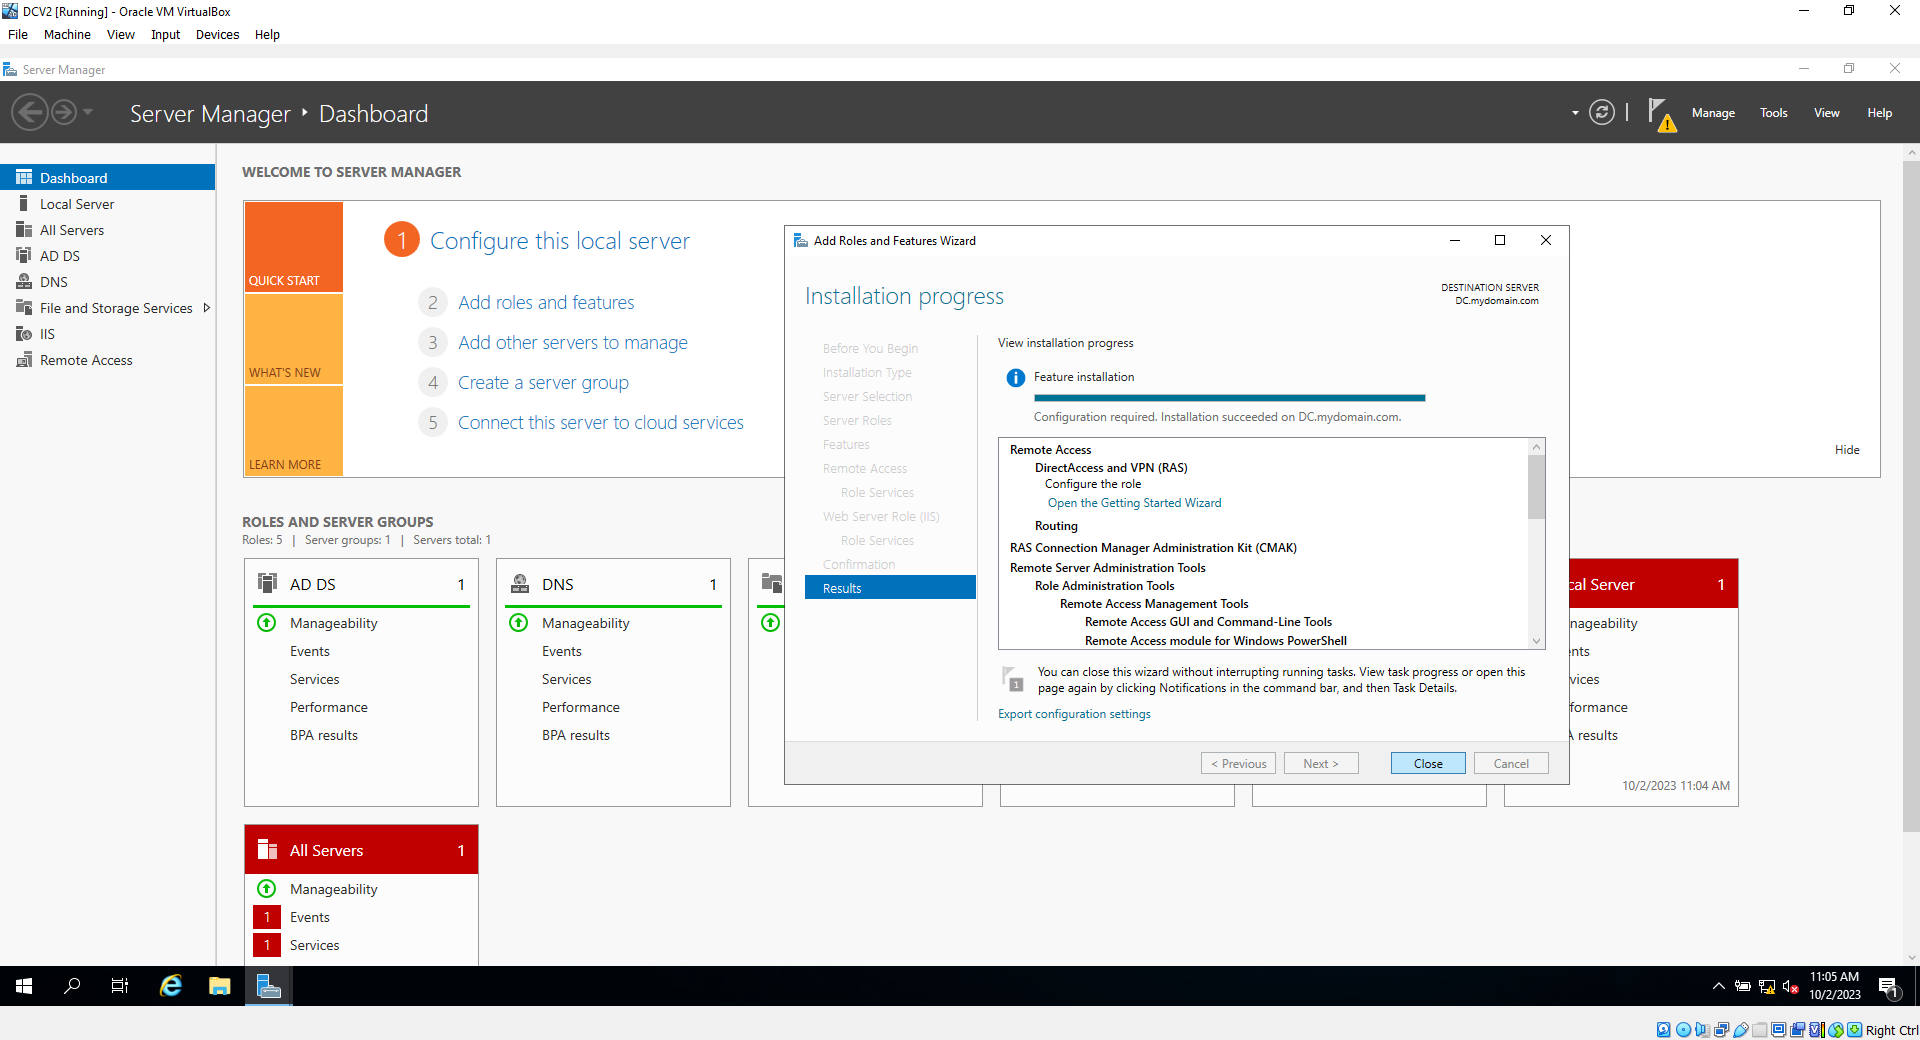 DCV2 [Running] - Oracle VM VirtualBox
File Machine View Input Devices Help
Server Manager
Server Manager ‣ Dashboard
Manage Tools View Help
Dashboard
Local Server
All Servers
AD DS
DNS
File and Storage Services
IIS
Remote Access
WELCOME TO SERVER MANAGER
QUICK START
WHAT'S NEW
LEARN MORE
1 Configure this local server
2 Add roles and features
3 Add other servers to manage
4 Create a server group
5 Connect this server to cloud services
Hide
ROLES AND SERVER GROUPS
Roles: 5 | Server groups: 1 | Servers total: 1
AD DS 1
Manageability
Events
Services
Performance
BPA results
DNS 1
Manageability
Events
Services
Performance
BPA results
Add Roles and Features Wizard
Installation progress
DESTINATION SERVER
DC.mydomain.com
Before You Begin
Installation Type
Server Selection
Server Roles
Features
Remote Access
Role Services
Web Server Role (IIS)
Role Services
Confirmation
Results
View installation progress
Feature installation
Configuration required. Installation succeeded on DC.mydomain.com.
Remote Access
DirectAccess and VPN (RAS)
Configure the role
Open the Getting Started Wizard
Routing
RAS Connection Manager Administration Kit (CMAK)
Remote Server Administration Tools
Role Administration Tools
Remote Access Management Tools
Remote Access GUI and Command-Line Tools
Remote Access module for Windows PowerShell
1
You can close this wizard without interrupting running tasks. View task progress or open this
page again by clicking Notifications in the command bar, and then Task Details.
Export configuration settings
< Previous Next > Close Cancel
cal Server 1
nageability
nts
vices
formance
A results
10/2/2023 11:04 AM
All Servers 1
Manageability
1 Events
1 Services
11:05 AM
10/2/2023
1
Right Ctrl